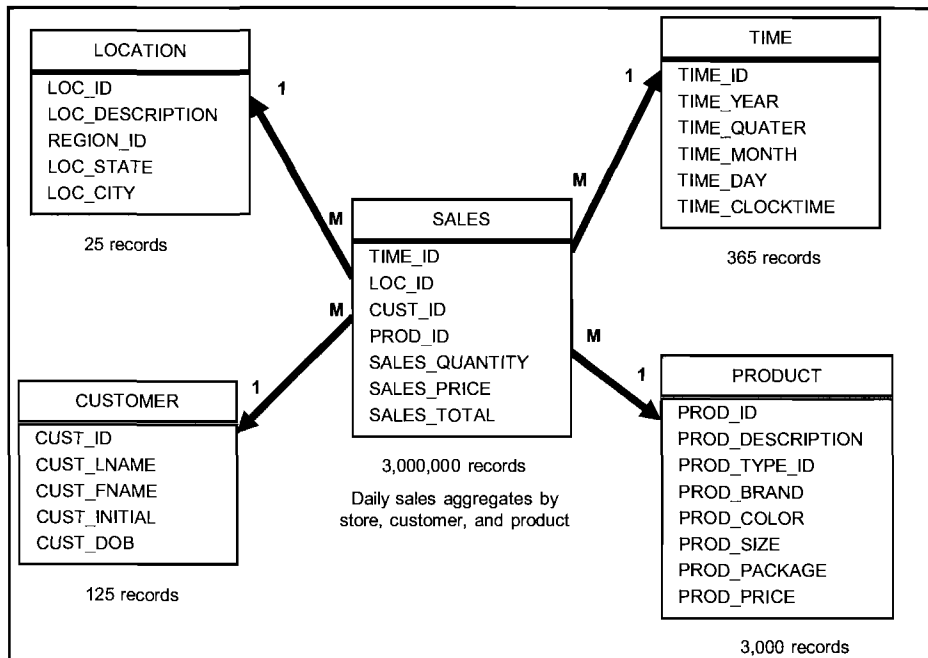 LOCATION
LOC_ID
LOC_DESCRIPTION
REGION_ID
LOC_STATE
LOC_CITY
25 records
1
M
TIME
TIME_ID
TIME_YEAR
TIME_QUATER
TIME_MONTH
TIME_DAY
TIME_CLOCKTIME
365 records
1
M
SALES
TIME_ID
LOC_ID
CUST_ID
PROD_ID
SALES_QUANTITY
SALES_PRICE
SALES_TOTAL
3,000,000 records
Daily sales aggregates by
store, customer, and product
M
1
CUSTOMER
CUST_ID
CUST_LNAME
CUST_FNAME
CUST_INITIAL
CUST_DOB
125 records
M
1
PRODUCT
PROD_ID
PROD_DESCRIPTION
PROD_TYPE_ID
PROD_BRAND
PROD_COLOR
PROD_SIZE
PROD_PACKAGE
PROD_PRICE
3,000 records